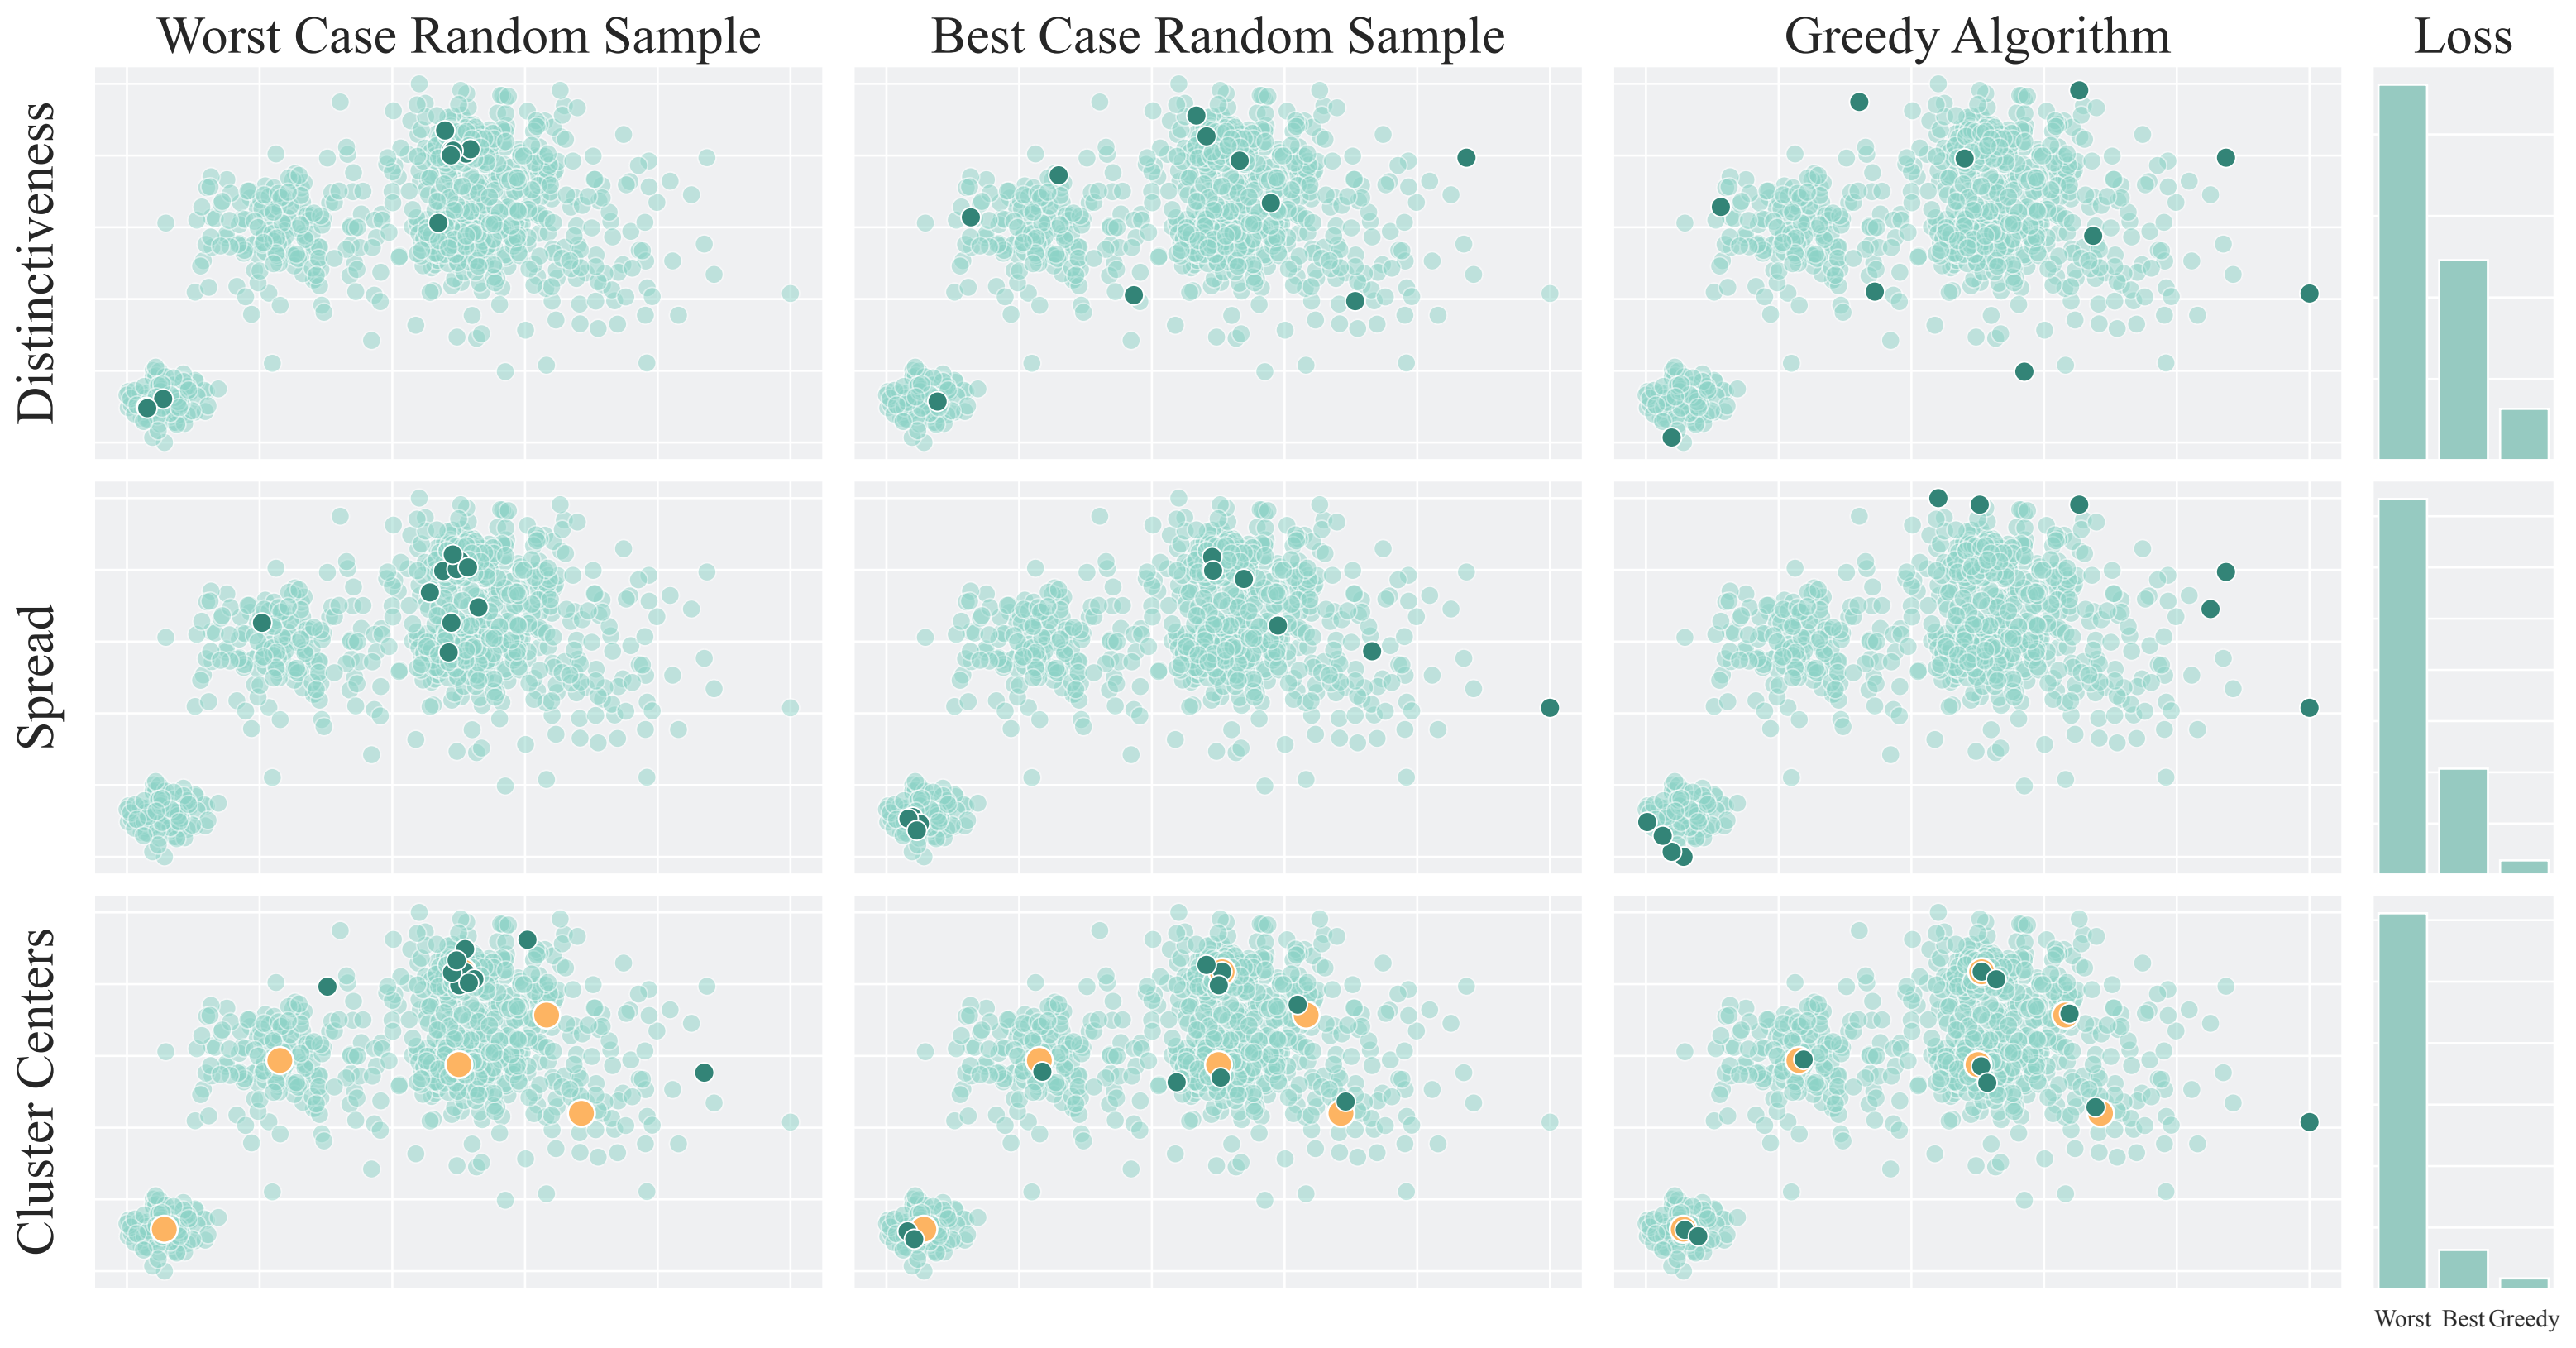 Worst Case Random Sample
Best Case Random Sample
Greedy Algorithm
Loss
Distinctiveness
Spread
Cluster Centers
Worst Best Greedy